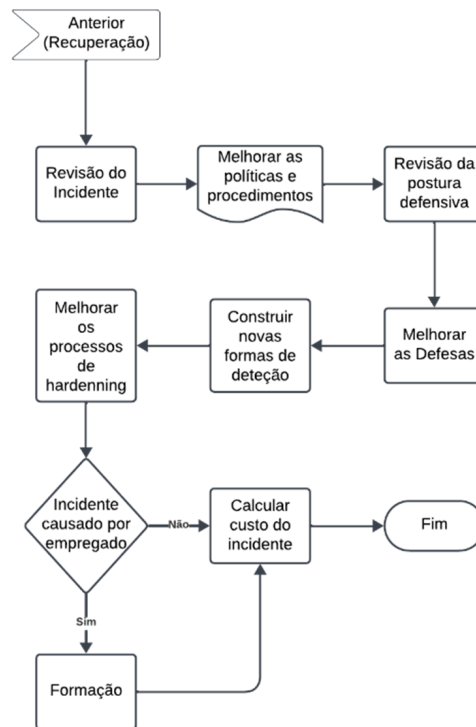 Anterior
(Recuperação)
Revisão do
Incidente
Melhorar as
políticas e
procedimentos
Revisão da
postura
defensiva
Melhorar
os
processos
de
hardenning
Construir
novas
formas de
deteção
Melhorar
as Defesas
Incidente
causado por
empregado
Não
Calcular
custo do
incidente
Fim
Sim
Formação